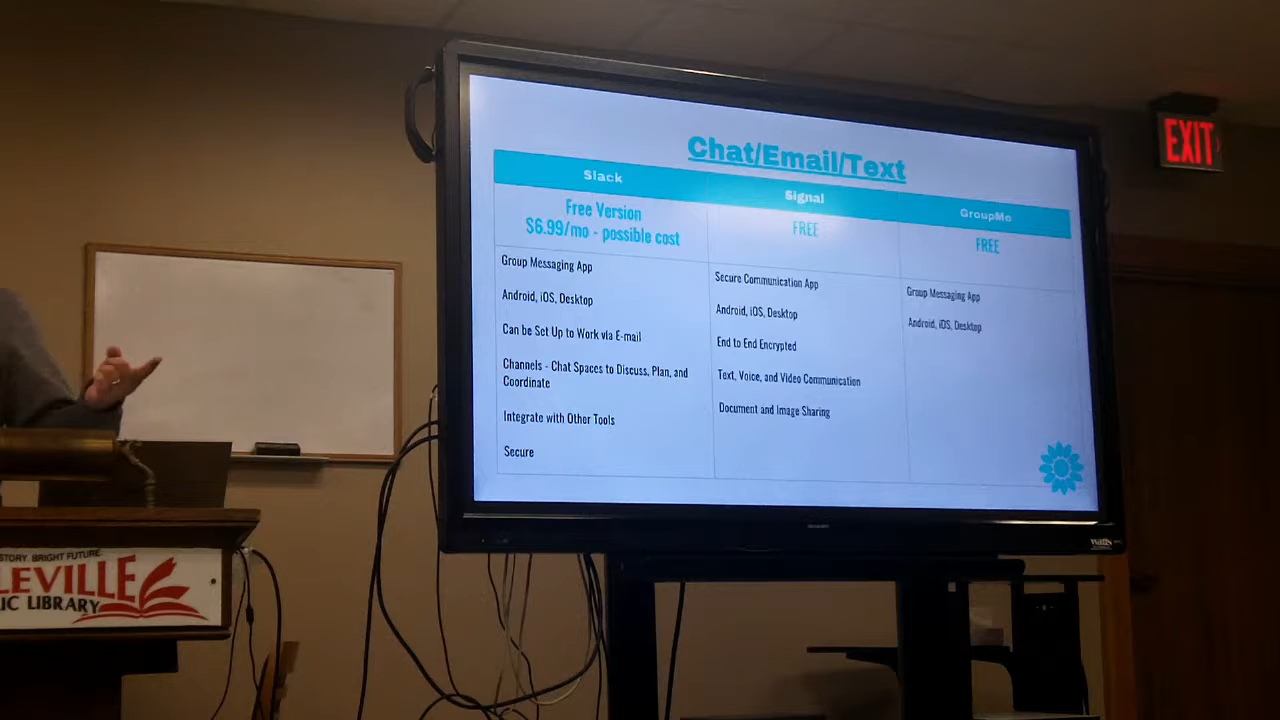 Chat/Email/Text
Slack
Signal
GroupMe
Free Version
$6.99/mo - possible cost
FREE
FREE
Group Messaging App
Android, iOS, Desktop
Can be Set Up to Work via E-mail
Channels - Chat Spaces to Discuss, Plan, and
Coordinate
Integrate with Other Tools
Secure
Secure Communication App
Android, iOS, Desktop
End to End Encrypted
Text, Voice, and Video Communication
Document and Image Sharing
Group Messaging App
Android, iOS, Desktop
EXIT
STORY. BRIGHT FUTURE.
LEVILLE
IC LIBRARY